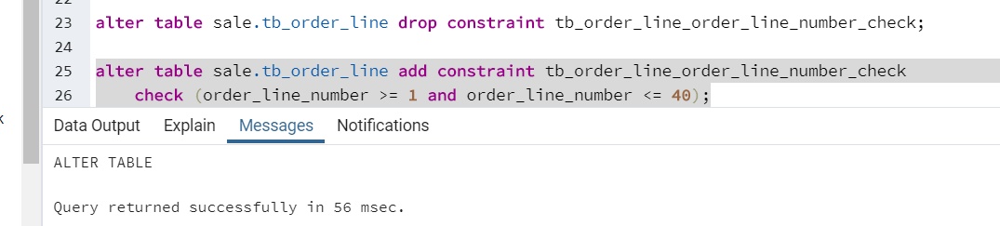 22
23 alter table sale.tb_order_line drop constraint tb_order_line_order_line_number_check;
24
25 alter table sale.tb_order_line add constraint tb_order_line_order_line_number_check
26     check (order_line_number >= 1 and order_line_number <= 40);
Data Output Explain Messages Notifications
ALTER TABLE
Query returned successfully in 56 msec.